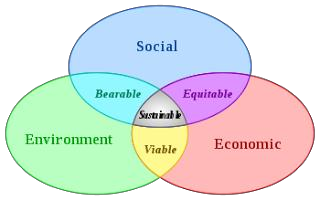 Social
Bearable
Equitable
Sustainable
Environment
Viable
Economic